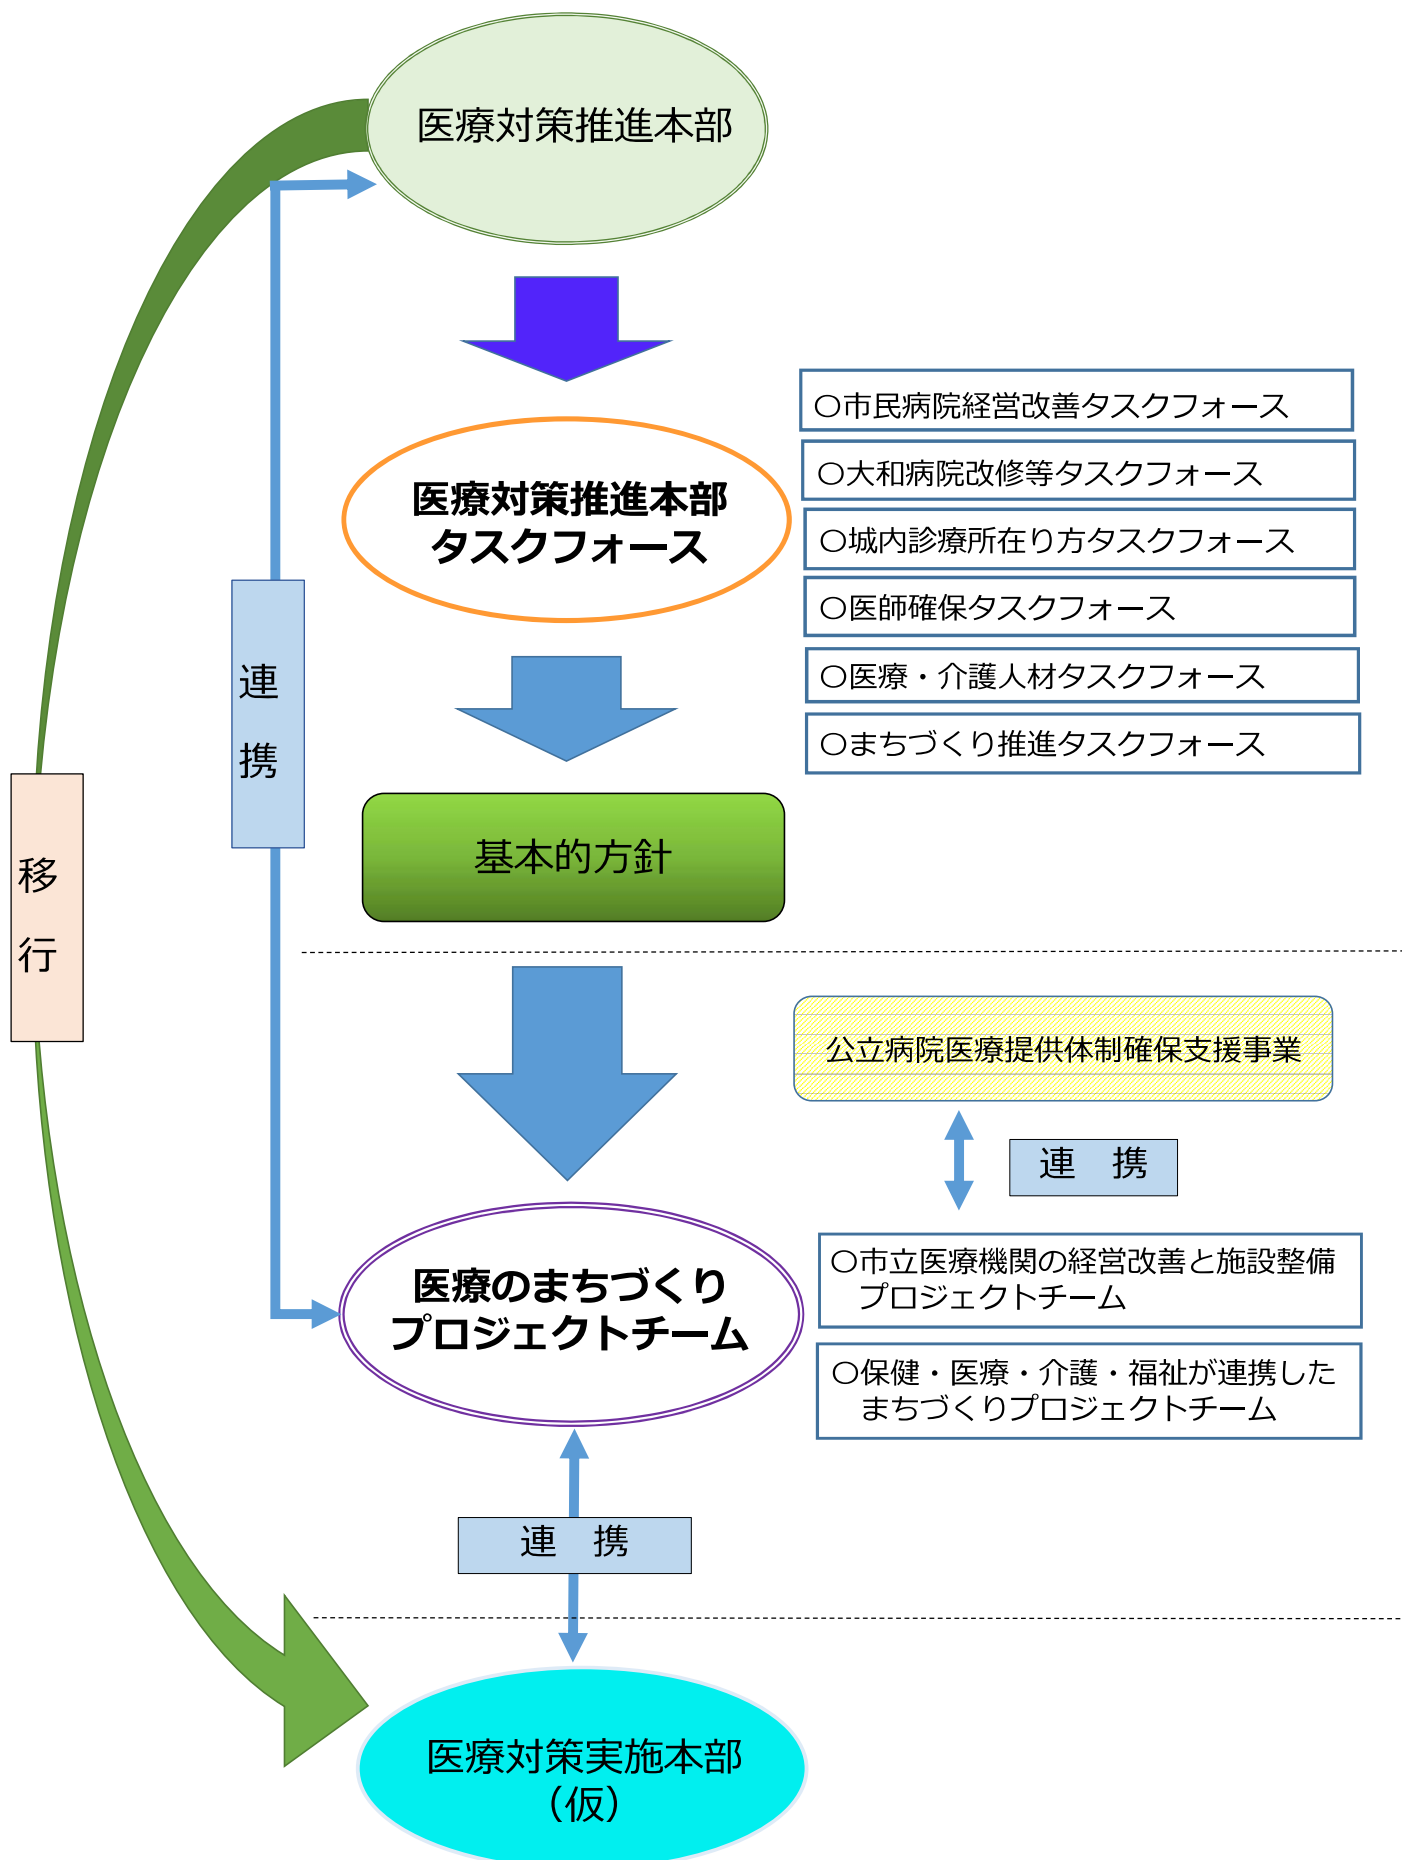 医療対策推進本部
〇市民病院経営改善タスクフォース
〇大和病院改修等タスクフォース
医療対策推進本部
タスクフォース
〇城内診療所在り方タスクフォース
〇医師確保タスクフォース
〇医療・介護人材タスクフォース
〇まちづくり推進タスクフォース
連
携
基本的方針
移
行
公立病院医療提供体制確保支援事業
連　携
医療のまちづくり
プロジェクトチーム
〇市立医療機関の経営改善と施設整備
プロジェクトチーム
〇保健・医療・介護・福祉が連携した
まちづくりプロジェクトチーム
連　携
医療対策実施本部
（仮）